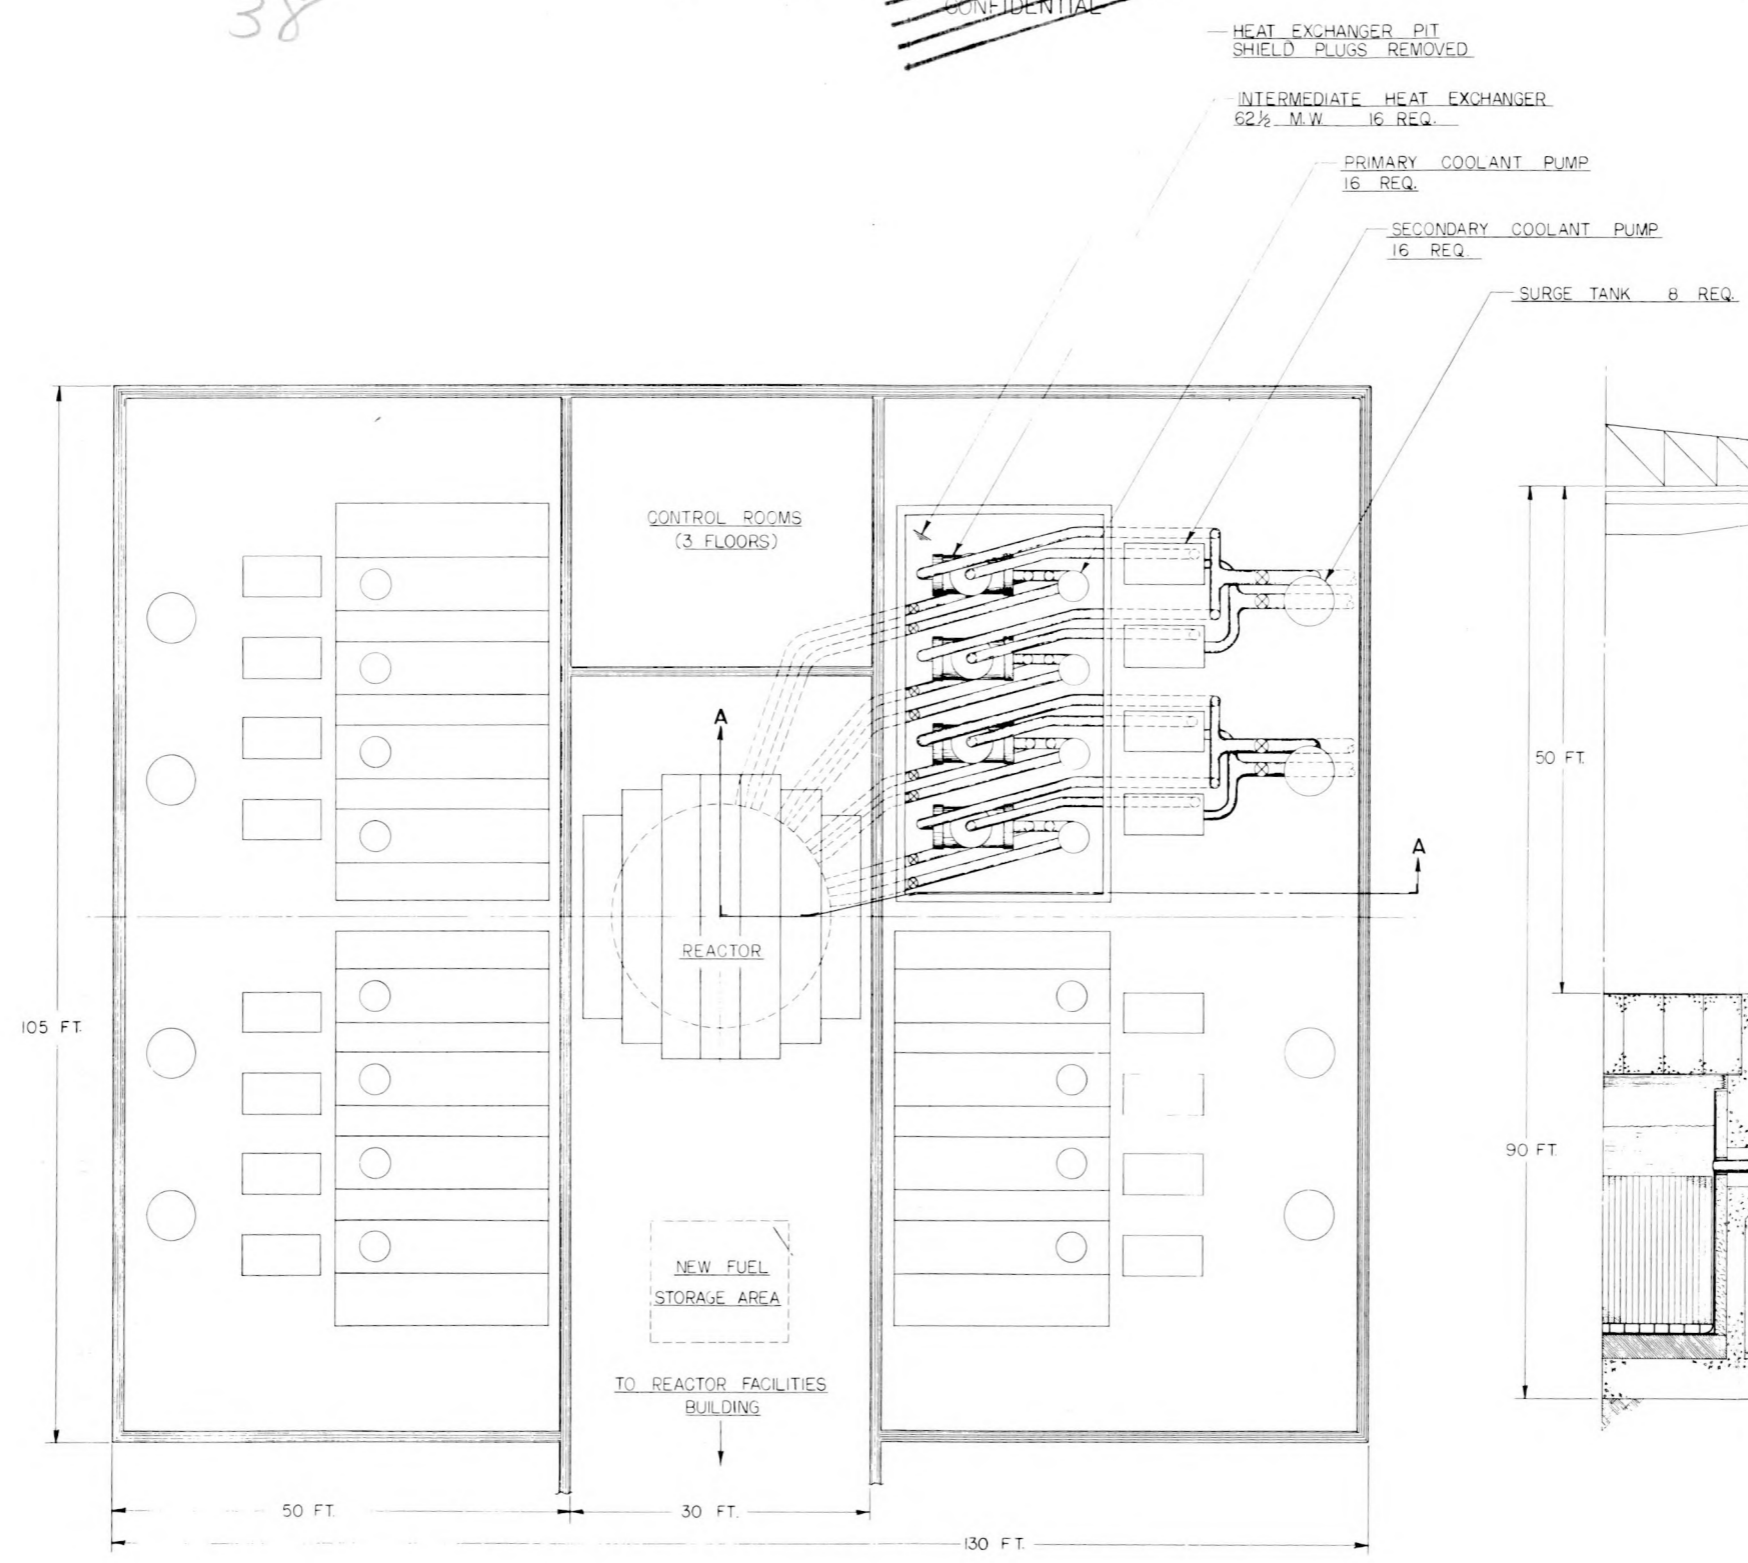 38
CONFIDENTIAL
HEAT EXCHANGER PIT
SHIELD PLUGS REMOVED
INTERMEDIATE HEAT EXCHANGER
62½ M.W. 16 REQ.
PRIMARY COOLANT PUMP
16 REQ.
SECONDARY COOLANT PUMP
16 REQ.
SURGE TANK 8 REQ.
CONTROL ROOMS
(3 FLOORS)
A
50 FT.
A
REACTOR
105 FT.
90 FT.
NEW FUEL
STORAGE AREA
TO REACTOR FACILITIES
BUILDING
50 FT.
30 FT.
130 FT.